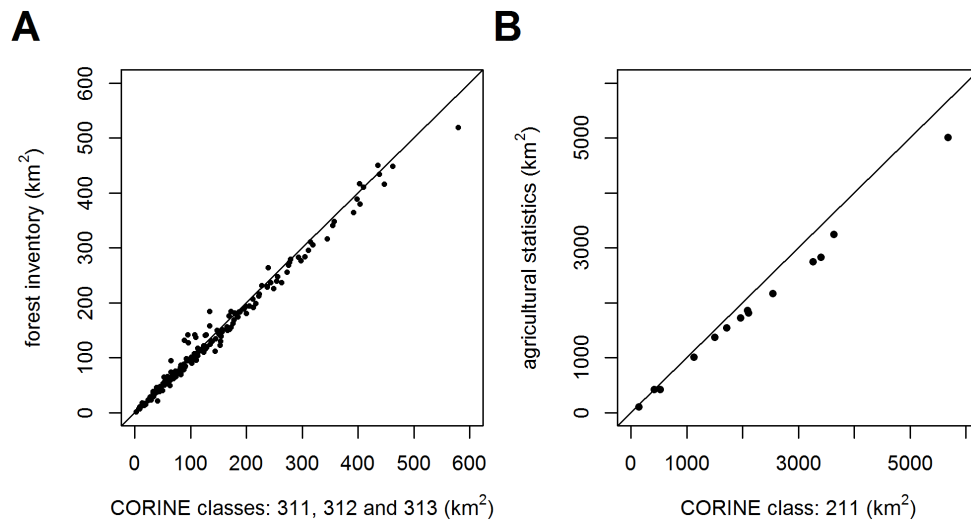 A
B
forest inventory (km²)
600
500
400
300
200
100
0
0 100 200 300 400 500 600
CORINE classes: 311, 312 and 313 (km²)
agricultural statistics (km²)
5000
3000
1000
0
0 1000 3000 5000
CORINE class: 211 (km²)